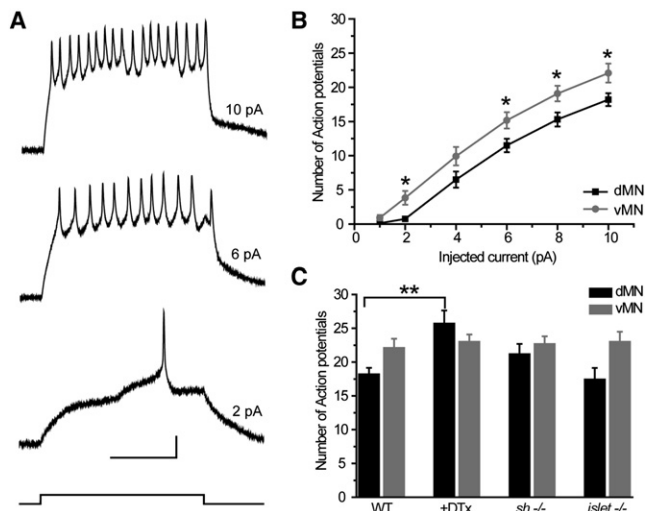 A
10 pA
6 pA
2 pA
B
Number of Action potentials
30
25
20
15
10
5
0
0
2
4
6
8
10
Injected current (pA)
*
*
*
*
dMN
vMN
C
Number of Action potentials
30
25
20
15
10
5
0
**
dMN
vMN
WT
+DTx
sh -/-
islet -/-